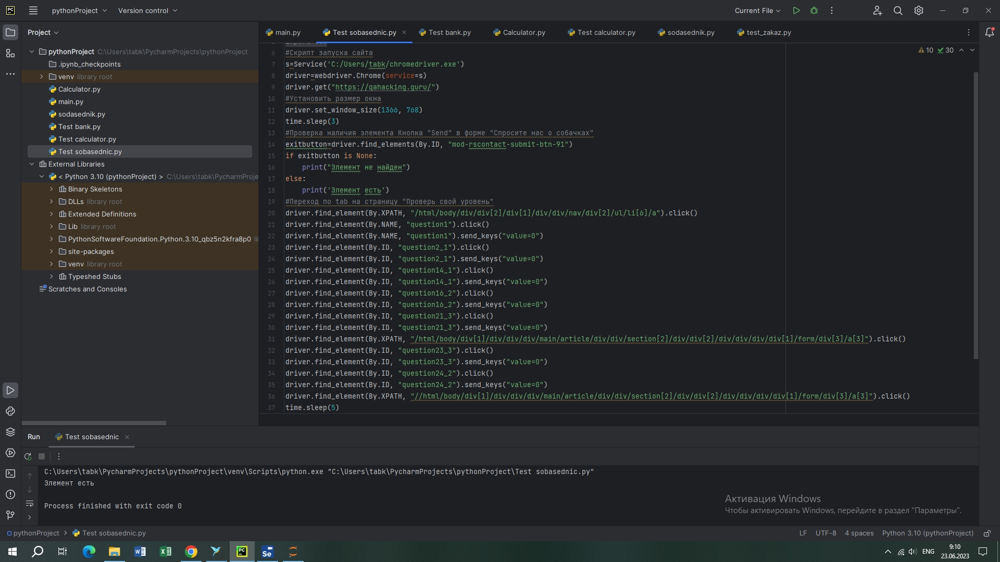 pythonProject
Version control
Current File
Project
main.py
Test sobasednic.py
Test bank.py
Calculator.py
Test calculator.py
sodasednik.py
test_zakaz.py
pythonProject C:\Users\tabk\PycharmProjects\pythonProject
.ipynb_checkpoints
venv library root
Calculator.py
main.py
sodasednik.py
Test bank.py
Test calculator.py
Test sobasednic.py
External Libraries
< Python 3.10 (pythonProject) > C:\Users\tabk\PycharmProje
Binary Skeletons
DLLs library root
Extended Definitions
Lib library root
PythonSoftwareFoundation.Python.3.10_qbz5n2kfra8p0 li
site-packages
venv library root
Typeshed Stubs
Scratches and Consoles
10 30
6 #Скрипт запуска сайта
7 s=Service('C:/Users/tabk/chromedriver.exe')
8 driver=webdriver.Chrome(service=s)
9 driver.get("https://qahacking.guru/")
10 #Установить размер окна
11 driver.set_window_size(1366, 768)
12 time.sleep(3)
13 #Проверка наличия элемента Кнопка "Send" в форме "Спросите нас о собачках"
14 exitbutton=driver.find_elements(By.ID, "mod-rscontact-submit-btn-91")
15 if exitbutton is None:
16 print("Элемент не найден")
17 else:
18 print('Элемент есть')
19 #Переход по tab на страницу "Проверь свой уровень"
20 driver.find_element(By.XPATH, "/html/body/div/div[2]/div[1]/div/div/nav/div[2]/ul/li[6]/a").click()
21 driver.find_element(By.NAME, "question1").click()
22 driver.find_element(By.NAME, "question1").send_keys("value=0")
23 driver.find_element(By.ID, "question2_1").click()
24 driver.find_element(By.ID, "question2_1").send_keys("value=0")
25 driver.find_element(By.ID, "question14_1").click()
26 driver.find_element(By.ID, "question14_1").send_keys("value=0")
27 driver.find_element(By.ID, "question16_2").click()
28 driver.find_element(By.ID, "question16_2").send_keys("value=0")
29 driver.find_element(By.ID, "question21_3").click()
30 driver.find_element(By.ID, "question21_3").send_keys("value=0")
31 driver.find_element(By.XPATH, "/html/body/div[1]/div/div/div/main/article/div/div/section[2]/div/div[2]/div/div/div/div[1]/form/div[3]/a[3]").click()
32 driver.find_element(By.ID, "question23_3").click()
33 driver.find_element(By.ID, "question23_3").send_keys("value=0")
34 driver.find_element(By.ID, "question24_2").click()
35 driver.find_element(By.ID, "question24_2").send_keys("value=0")
36 driver.find_element(By.XPATH, "//html/body/div[1]/div/div/div/main/article/div/div/section[2]/div/div[2]/div/div/div/div[1]/form/div[3]/a[3]").click()
37 time.sleep(5)
Run
Test sobasednic
C:\Users\tabk\PycharmProjects\pythonProject\venv\Scripts\python.exe "C:\Users\tabk\PycharmProjects\pythonProject\Test sobasednic.py"
Элемент есть
Process finished with exit code 0
Активация Windows
Чтобы активировать Windows, перейдите в раздел "Параметры".
pythonProject
Test sobasednic.py
LF
UTF-8
4 spaces
Python 3.10 (pythonProject)
ENG
9:10
23.06.2023